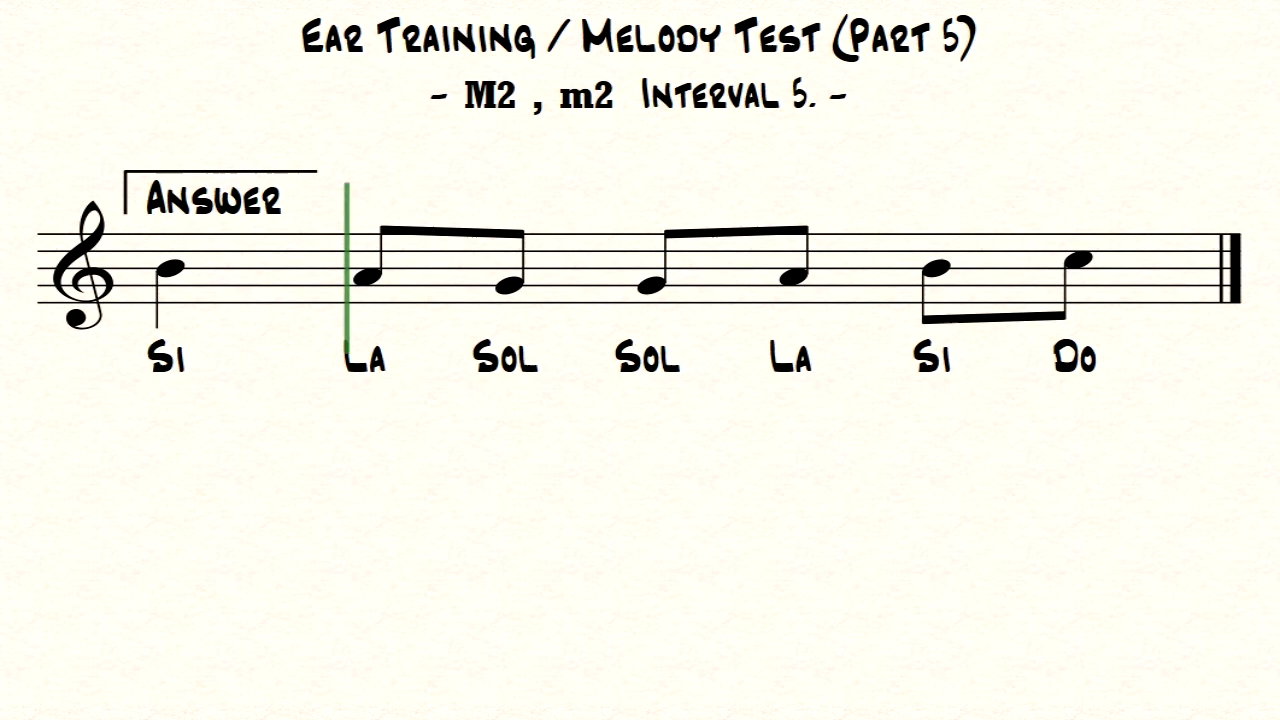 Ear Training / Melody Test (Part 5)
- M2 , m2 Interval 5. -
Answer
Si La Sol Sol La Si Do